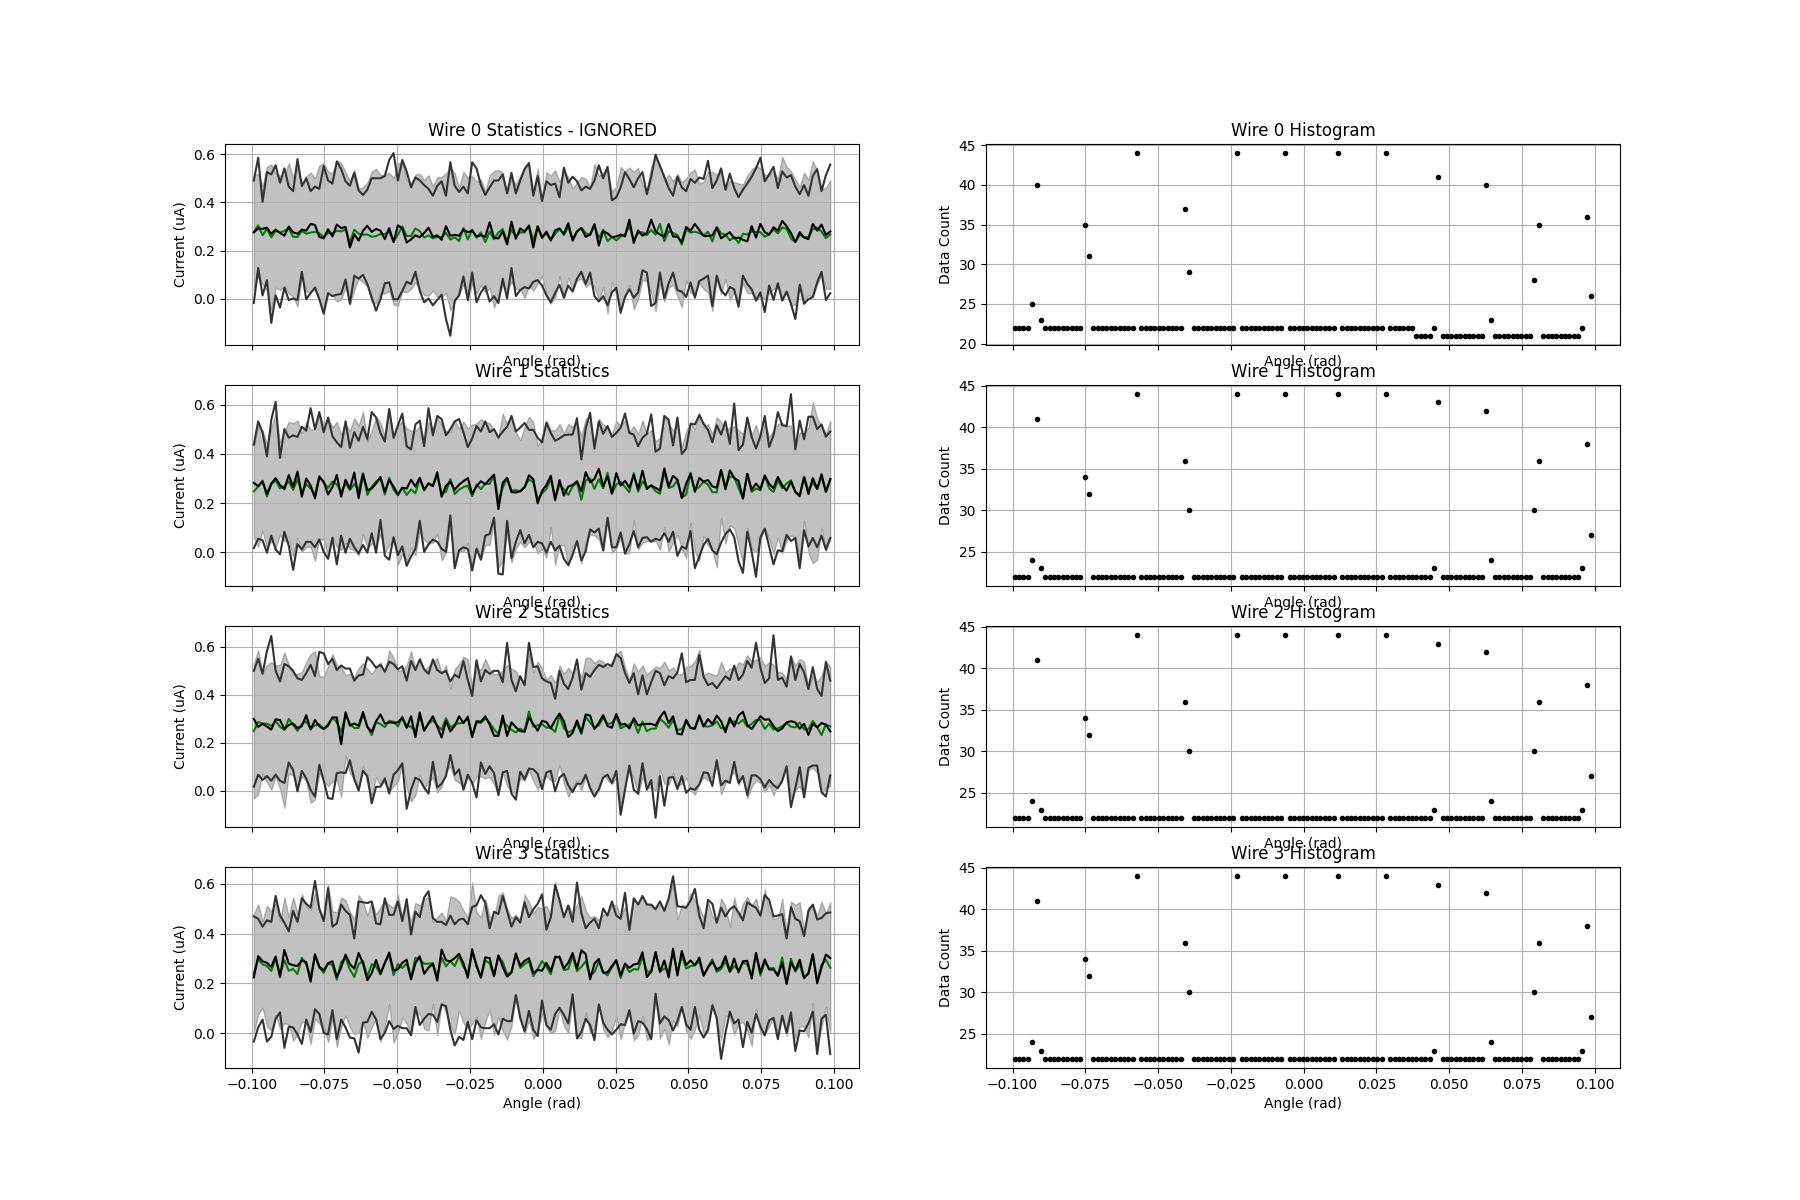 Wire 0 Statistics - IGNORED
Current (uA)
0.6
0.4
0.2
0.0
Angle (rad)
Wire 0 Histogram
Data Count
45
40
35
30
25
20
Angle (rad)
Wire 1 Statistics
Current (uA)
0.6
0.4
0.2
0.0
Angle (rad)
Wire 1 Histogram
Data Count
45
40
35
30
25
Angle (rad)
Wire 2 Statistics
Current (uA)
0.6
0.4
0.2
0.0
Angle (rad)
Wire 2 Histogram
Data Count
45
40
35
30
25
Angle (rad)
Wire 3 Statistics
Current (uA)
0.6
0.4
0.2
0.0
−0.100 −0.075 −0.050 −0.025 0.000 0.025 0.050 0.075 0.100
Angle (rad)
Wire 3 Histogram
Data Count
45
40
35
30
25
−0.100 −0.075 −0.050 −0.025 0.000 0.025 0.050 0.075 0.100
Angle (rad)